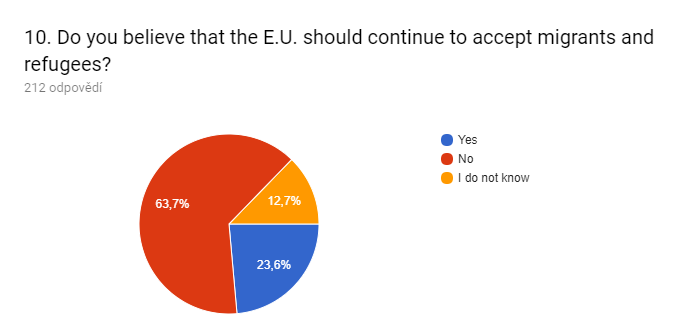 10. Do you believe that the E.U. should continue to accept migrants and
refugees?
212 odpovědí
Yes
No
I do not know
63,7%
12,7%
23,6%